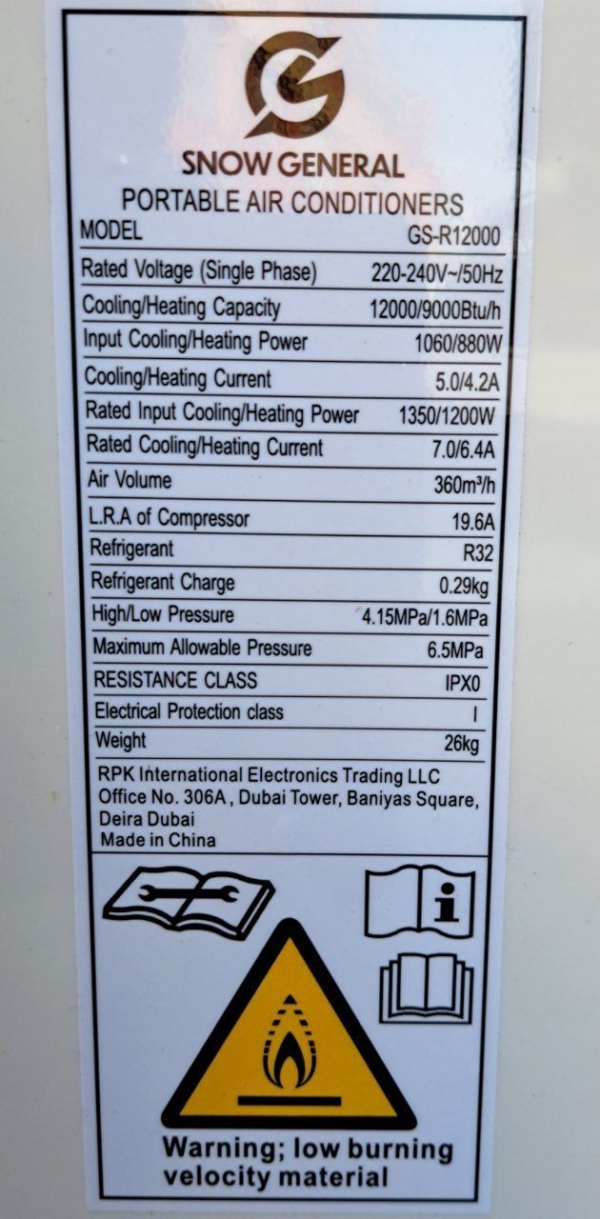 SNOW GENERAL
PORTABLE AIR CONDITIONERS
MODEL GS-R12000
Rated Voltage (Single Phase) 220-240V~/50Hz
Cooling/Heating Capacity 12000/9000Btu/h
Input Cooling/Heating Power 1060/880W
Cooling/Heating Current 5.0/4.2A
Rated Input Cooling/Heating Power 1350/1200W
Rated Cooling/Heating Current 7.0/6.4A
Air Volume 360m³/h
L.R.A of Compressor 19.6A
Refrigerant R32
Refrigerant Charge 0.29kg
High/Low Pressure 4.15MPa/1.6MPa
Maximum Allowable Pressure 6.5MPa
RESISTANCE CLASS IPX0
Electrical Protection class I
Weight 26kg
RPK International Electronics Trading LLC
Office No. 306A , Dubai Tower, Baniyas Square,
Deira Dubai
Made in China
i
Warning; low burning
velocity material